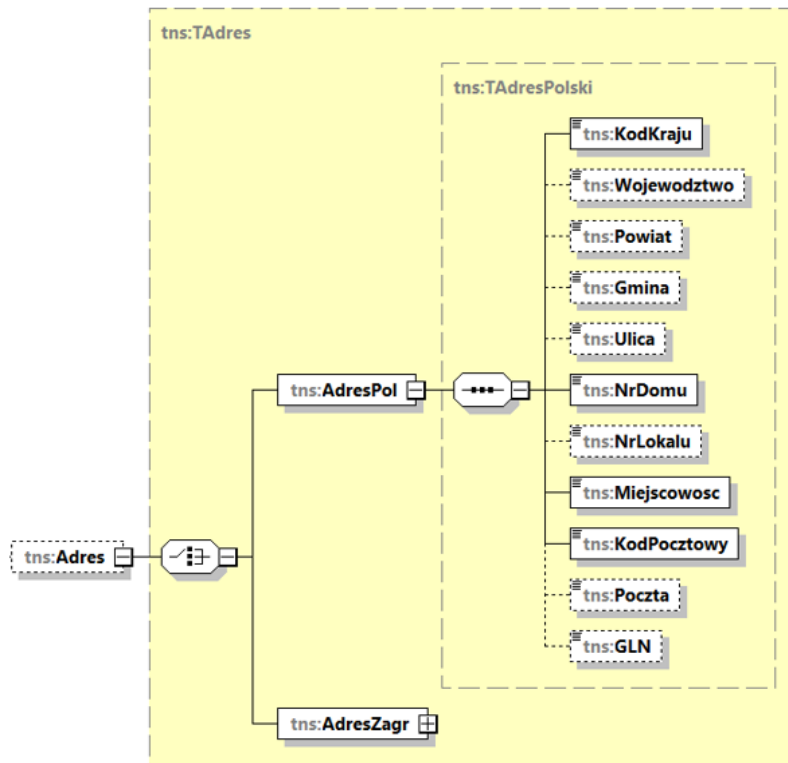 tns:TAdres
tns:TAdresPolski
tns:KodKraju
tns:Wojewodztwo
tns:Powiat
tns:Gmina
tns:Ulica
tns:AdresPol
tns:NrDomu
tns:NrLokalu
tns:Miejscowosc
tns:KodPocztowy
tns:Adres
tns:Poczta
tns:GLN
tns:AdresZagr